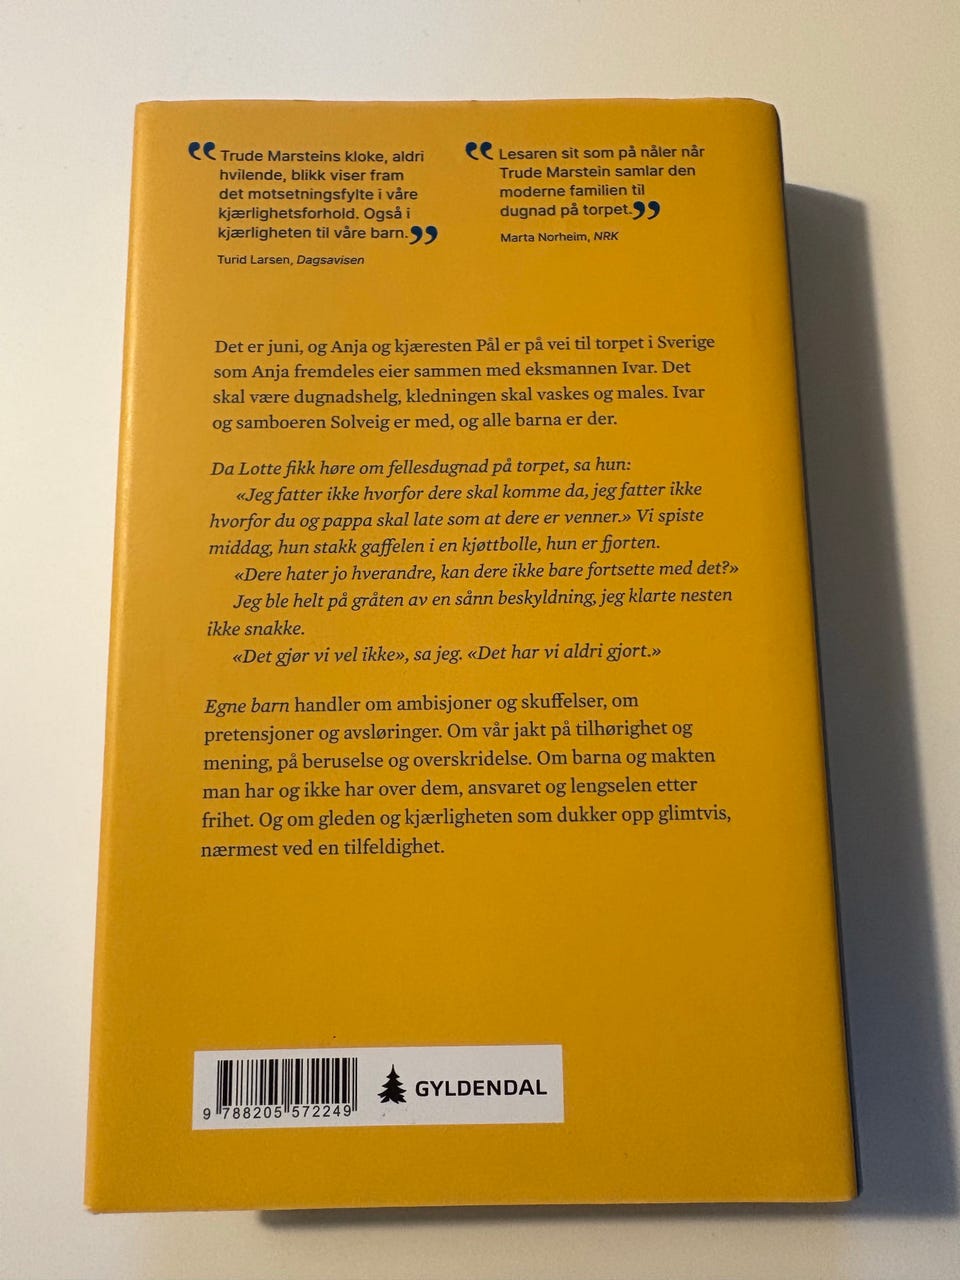 “Trude Marsteins kloke, aldri
hvilende, blikk viser fram
det motsetningsfylte i våre
kjærlighetsforhold. Også i
kjærligheten til våre barn.”
Turid Larsen, Dagsavisen
“Lesaren sit som på nåler når
Trude Marstein samlar den
moderne familien til
dugnad på torpet.”
Marta Norheim, NRK
Det er juni, og Anja og kjæresten Pål er på vei til torpet i Sverige
som Anja fremdeles eier sammen med eksmannen Ivar. Det
skal være dugnadshelg, kledningen skal vaskes og males. Ivar
og samboeren Solveig er med, og alle barna er der.
Da Lotte fikk høre om fellesdugnad på torpet, sa hun:
«Jeg fatter ikke hvorfor dere skal komme da, jeg fatter ikke
hvorfor du og pappa skal late som at dere er venner.» Vi spiste
middag, hun stakk gaffelen i en kjøttbolle, hun er fjorten.
«Dere hater jo hverandre, kan dere ikke bare fortsette med det?»
Jeg ble helt på gråten av en sånn beskyldning, jeg klarte nesten
ikke snakke.
«Det gjør vi vel ikke», sa jeg. «Det har vi aldri gjort.»
Egne barn handler om ambisjoner og skuffelser, om
pretensjoner og avsløringer. Om vår jakt på tilhørighet og
mening, på beruselse og overskridelse. Om barna og makten
man har og ikke har over dem, ansvaret og lengselen etter
frihet. Og om gleden og kjærligheten som dukker opp glimtvis,
nærmest ved en tilfeldighet.
9 788205 572249
GYLDENDAL